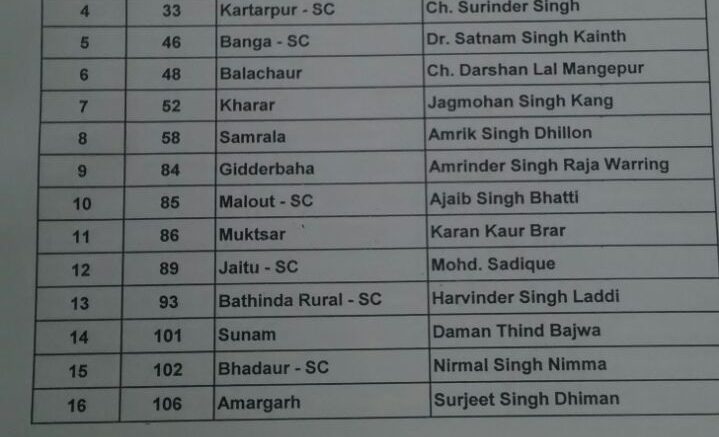 4 33 Kartarpur - SC Ch. Surinder Singh
5 46 Banga - SC Dr. Satnam Singh Kainth
6 48 Balachaur Ch. Darshan Lal Mangepur
7 52 Kharar Jagmohan Singh Kang
8 58 Samrala Amrik Singh Dhillon
9 84 Gidderbaha Amrinder Singh Raja Warring
10 85 Malout - SC Ajaib Singh Bhatti
11 86 Muktsar Karan Kaur Brar
12 89 Jaitu - SC Mohd. Sadique
13 93 Bathinda Rural - SC Harvinder Singh Laddi
14 101 Sunam Daman Thind Bajwa
15 102 Bhadaur - SC Nirmal Singh Nimma
16 106 Amargarh Surjeet Singh Dhiman